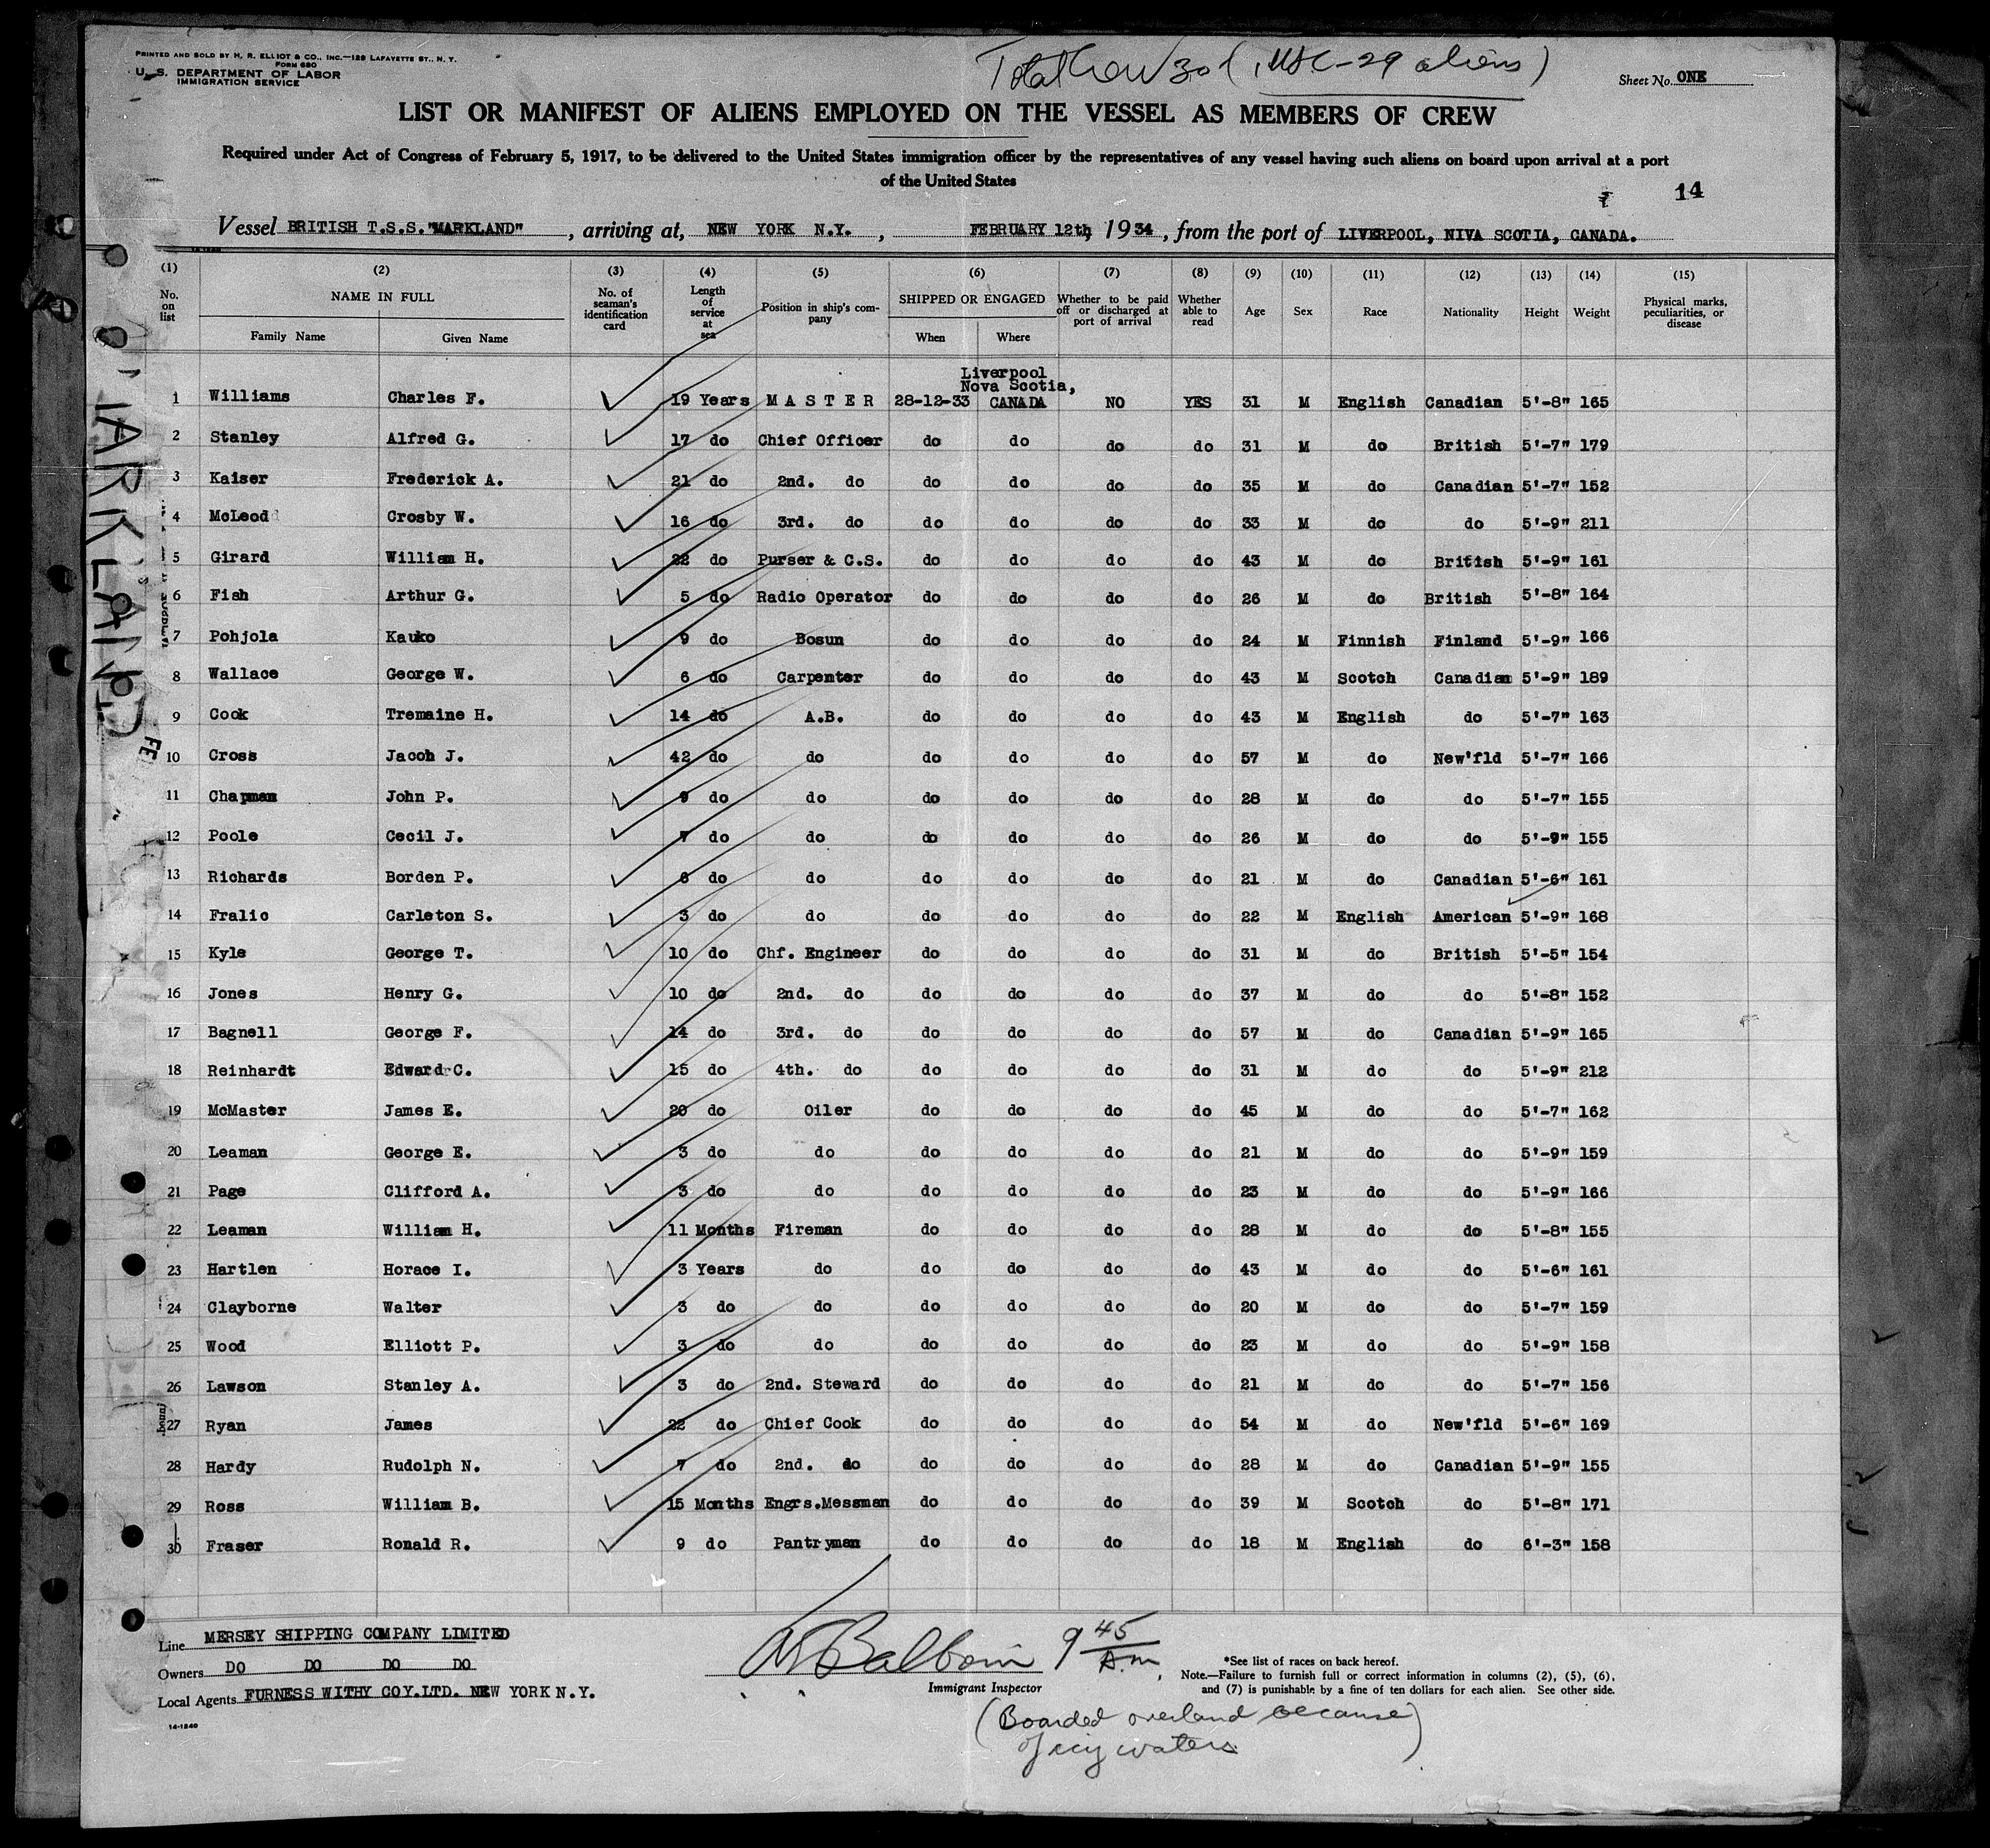 PRINTED AND SOLD BY H. R. ELLIOT & CO., INC.—129 LAFAYETTE ST., N. Y.
FORM 680
U. S. DEPARTMENT OF LABOR
IMMIGRATION SERVICE
Total Crew 30 (1 USC - 29 aliens)
Sheet No. ONE
LIST OR MANIFEST OF ALIENS EMPLOYED ON THE VESSEL AS MEMBERS OF CREW
Required under Act of Congress of February 5, 1917, to be delivered to the United States immigration officer by the representatives of any vessel having such aliens on board upon arrival at a port
of the United States
14
Vessel BRITISH T.S.S."MARKLAND", arriving at, NEW YORK N.Y., FEBRUARY 12th, 1934, from the port of LIVERPOOL, NIVA SCOTIA, CANADA.
(1) (2) (3) (4) (5) (6) (7) (8) (9) (10) (11) (12) (13) (14) (15)
No. on list NAME IN FULL Family Name Given Name No. of seaman's identification card Length of service at sea Position in ship's company SHIPPED OR ENGAGED When Where Whether to be paid off or discharged at port of arrival Whether able to read Age Sex Race Nationality Height Weight Physical marks, peculiarities, or disease
Liverpool
Nova Scotia,
1 Williams Charles F. 19 Years MASTER 28-12-33 CANADA NO YES 31 M English Canadian 5'-8" 165
2 Stanley Alfred G. 17 do Chief Officer do do do do 31 M do British 5'-7" 179
3 Kaiser Frederick A. 21 do 2nd. do do do do do 35 M do Canadian 5'-7" 152
4 McLeod Crosby W. 16 do 3rd. do do do do do 33 M do do 5'-9" 211
5 Girard William H. 22 do Purser & C.S. do do do do 43 M do British 5'-9" 161
6 Fish Arthur G. 5 do Radio Operator do do do do 26 M do British 5'-8" 164
7 Pohjola Kauko 9 do Bosun do do do do 24 M Finnish Finland 5'-9" 166
8 Wallace George W. 6 do Carpenter do do do do 43 M Scotch Canadian 5'-9" 189
9 Cook Tremaine H. 14 do A.B. do do do do 43 M English do 5'-7" 163
10 Cross Jacob J. 42 do do do do do do 57 M do New'fld 5'-7" 166
11 Chapman John P. 9 do do do do do do 28 M do do 5'-7" 155
12 Poole Cecil J. 7 do do do do do do 26 M do do 5'-9" 155
13 Richards Borden P. 6 do do do do do do 21 M do Canadian 5'-6" 161
14 Fralic Carleton S. 3 do do do do do do 22 M English American 5'-9" 168
15 Kyle George T. 10 do Chf. Engineer do do do do 31 M do British 5'-5" 154
16 Jones Henry G. 10 do 2nd. do do do do do 37 M do do 5'-8" 152
17 Bagnell George F. 14 do 3rd. do do do do do 57 M do Canadian 5'-9" 165
18 Reinhardt Edward C. 15 do 4th. do do do do do 31 M do do 5'-9" 212
19 McMaster James E. 20 do Oiler do do do do 45 M do do 5'-7" 162
20 Leaman George E. 3 do do do do do do 21 M do do 5'-9" 159
21 Page Clifford A. 3 do do do do do do 23 M do do 5'-9" 166
22 Leaman William H. 11 Months Fireman do do do do 28 M do do 5'-8" 155
23 Hartlen Horace I. 3 Years do do do do do 43 M do do 5'-6" 161
24 Clayborne Walter 3 do do do do do do 20 M do do 5'-7" 159
25 Wood Elliott P. 3 do do do do do do 23 M do do 5'-9" 158
26 Lawson Stanley A. 3 do 2nd. Steward do do do do 21 M do do 5'-7" 156
27 Ryan James 22 do Chief Cook do do do do 54 M do New'fld 5'-6" 169
28 Hardy Rudolph N. 7 do 2nd. do do do do do 28 M do Canadian 5'-9" 155
29 Ross William B. 15 Months Engrs.Messman do do do do 39 M Scotch do 5'-8" 171
30 Fraser Ronald R. 9 do Pantryman do do do do 18 M English do 6'-3" 158
MARKLAND
Line MERSEY SHIPPING COMPANY LIMITED
Owners DO DO DO DO
Local Agents FURNESS WITHY COY.LTD. NEW YORK N.Y.
14-1240
9 45 A.m.
Immigrant Inspector
(Boarded overland because
of icy waters)
*See list of races on back hereof.
Note.—Failure to furnish full or correct information in columns (2), (5), (6),
and (7) is punishable by a fine of ten dollars for each alien. See other side.